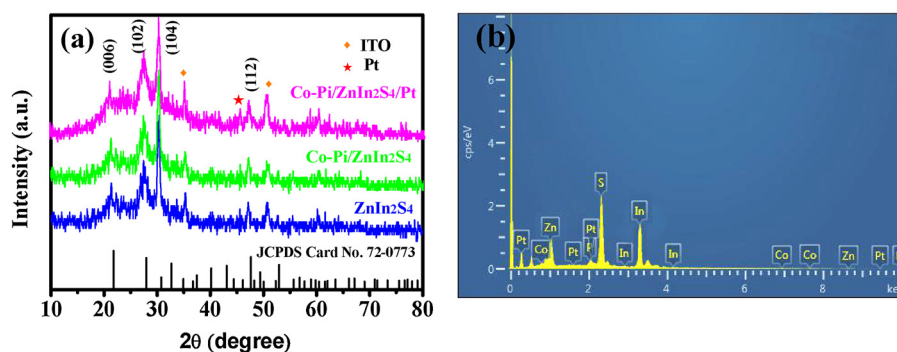 (a)
ITO
Pt
(006)
(102)
(104)
(112)
Co-Pi/ZnIn2S4/Pt
Co-Pi/ZnIn2S4
ZnIn2S4
JCPDS Card No. 72-0773
Intensity (a.u.)
10 20 30 40 50 60 70 80
2θ (degree)
(b)
cps/eV
6
4
2
0
S
In
Zn
Pt
Pt
Co
Pt
P
In
In
Co
Co
Zn
Pt
0 2 4 6 8 ke